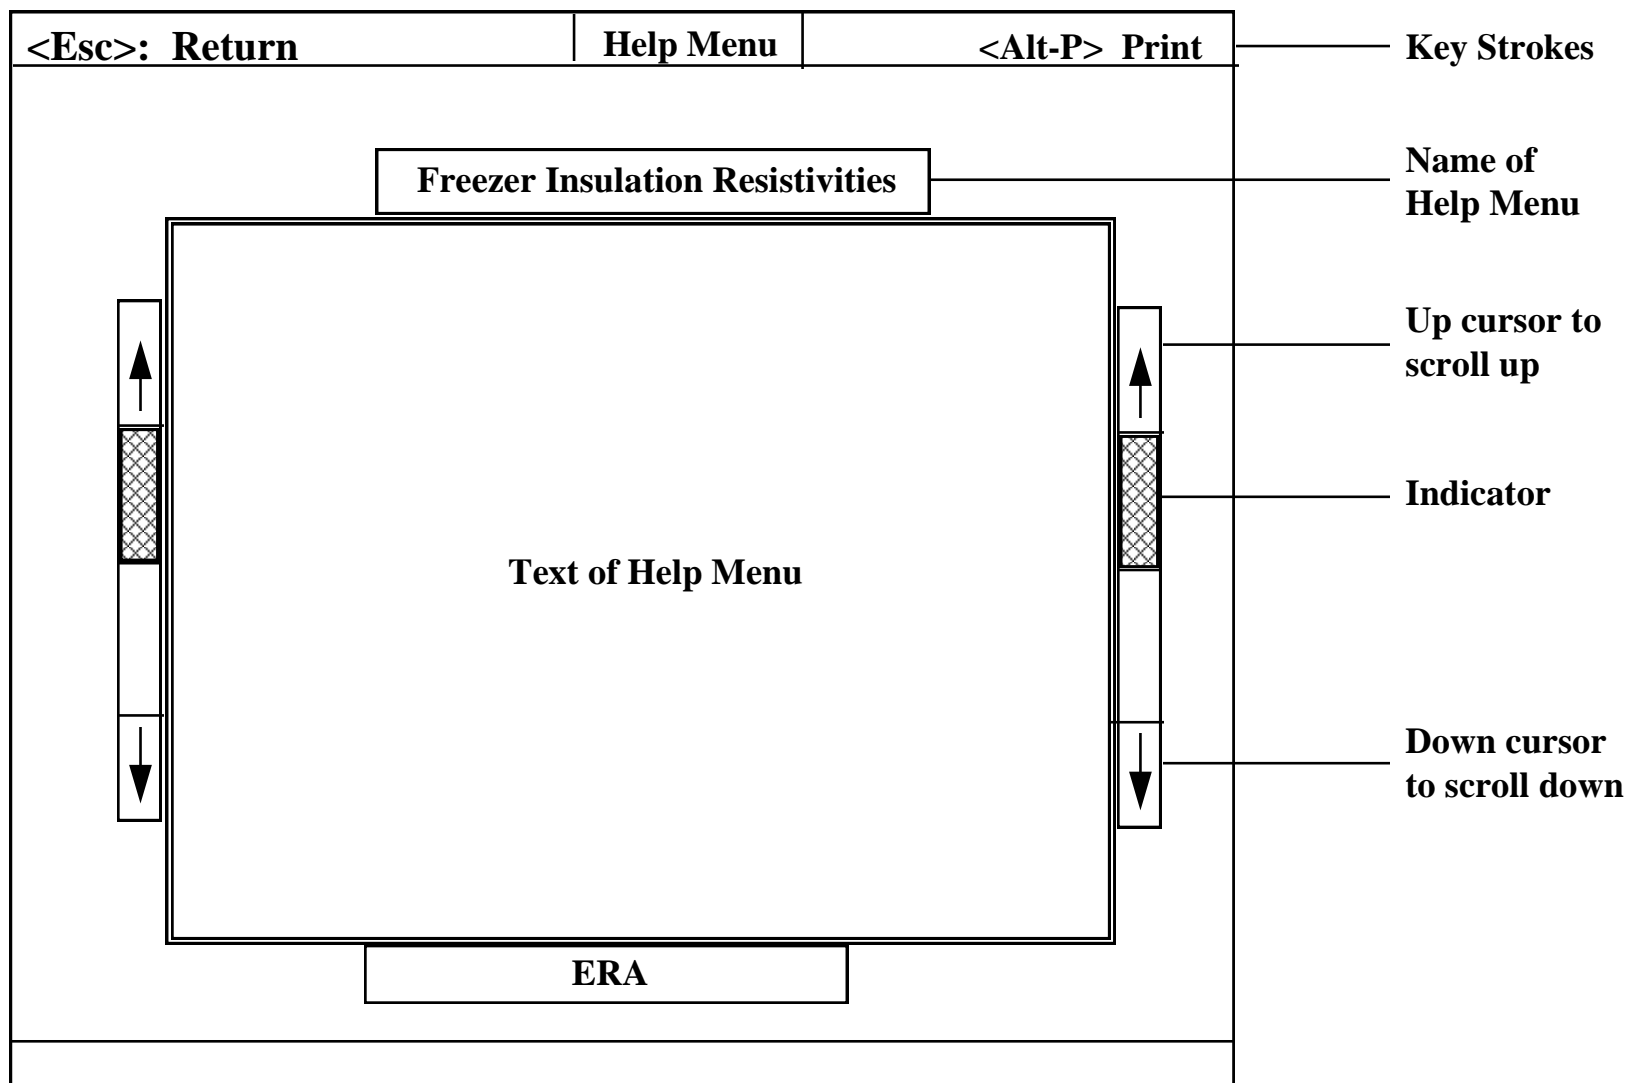 <Esc>: Return
Help Menu
<Alt-P> Print
Key Strokes
Freezer Insulation Resistivities
Name of
Help Menu
Up cursor to
scroll up
Indicator
Text of Help Menu
Down cursor
to scroll down
ERA